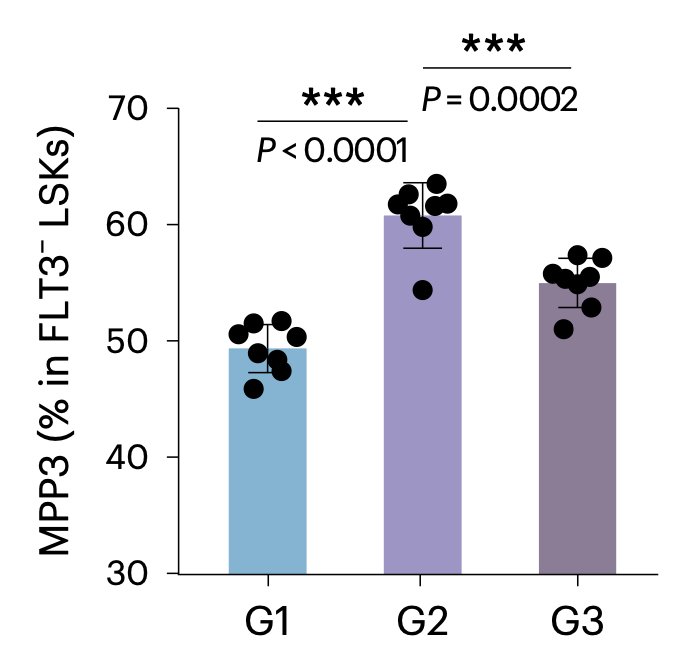 ***
P = 0.0002
***
P < 0.0001
70
60
50
40
30
MPP3 (% in FLT3⁻ LSKs)
G1 G2 G3